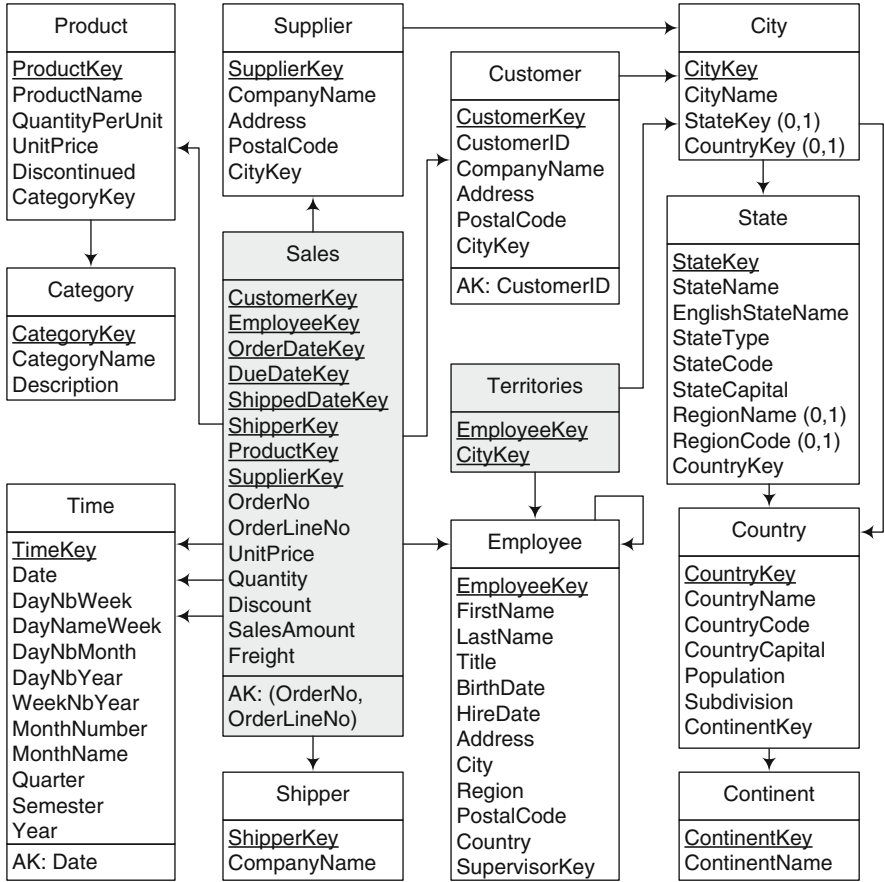 Product
ProductKey
ProductName
QuantityPerUnit
UnitPrice
Discontinued
CategoryKey
Category
CategoryKey
CategoryName
Description
Time
TimeKey
Date
DayNbWeek
DayNameWeek
DayNbMonth
DayNbYear
WeekNbYear
MonthNumber
MonthName
Quarter
Semester
Year
AK: Date
Supplier
SupplierKey
CompanyName
Address
PostalCode
CityKey
Sales
CustomerKey
EmployeeKey
OrderDateKey
DueDateKey
ShippedDateKey
ShipperKey
ProductKey
SupplierKey
OrderNo
OrderLineNo
UnitPrice
Quantity
Discount
SalesAmount
Freight
AK: (OrderNo,
OrderLineNo)
Shipper
ShipperKey
CompanyName
Customer
CustomerKey
CustomerID
CompanyName
Address
PostalCode
CityKey
AK: CustomerID
Territories
EmployeeKey
CityKey
Employee
EmployeeKey
FirstName
LastName
Title
BirthDate
HireDate
Address
City
Region
PostalCode
Country
SupervisorKey
City
CityKey
CityName
StateKey (0,1)
CountryKey (0,1)
State
StateKey
StateName
EnglishStateName
StateType
StateCode
StateCapital
RegionName (0,1)
RegionCode (0,1)
CountryKey
Country
CountryKey
CountryName
CountryCode
CountryCapital
Population
Subdivision
ContinentKey
Continent
ContinentKey
ContinentName